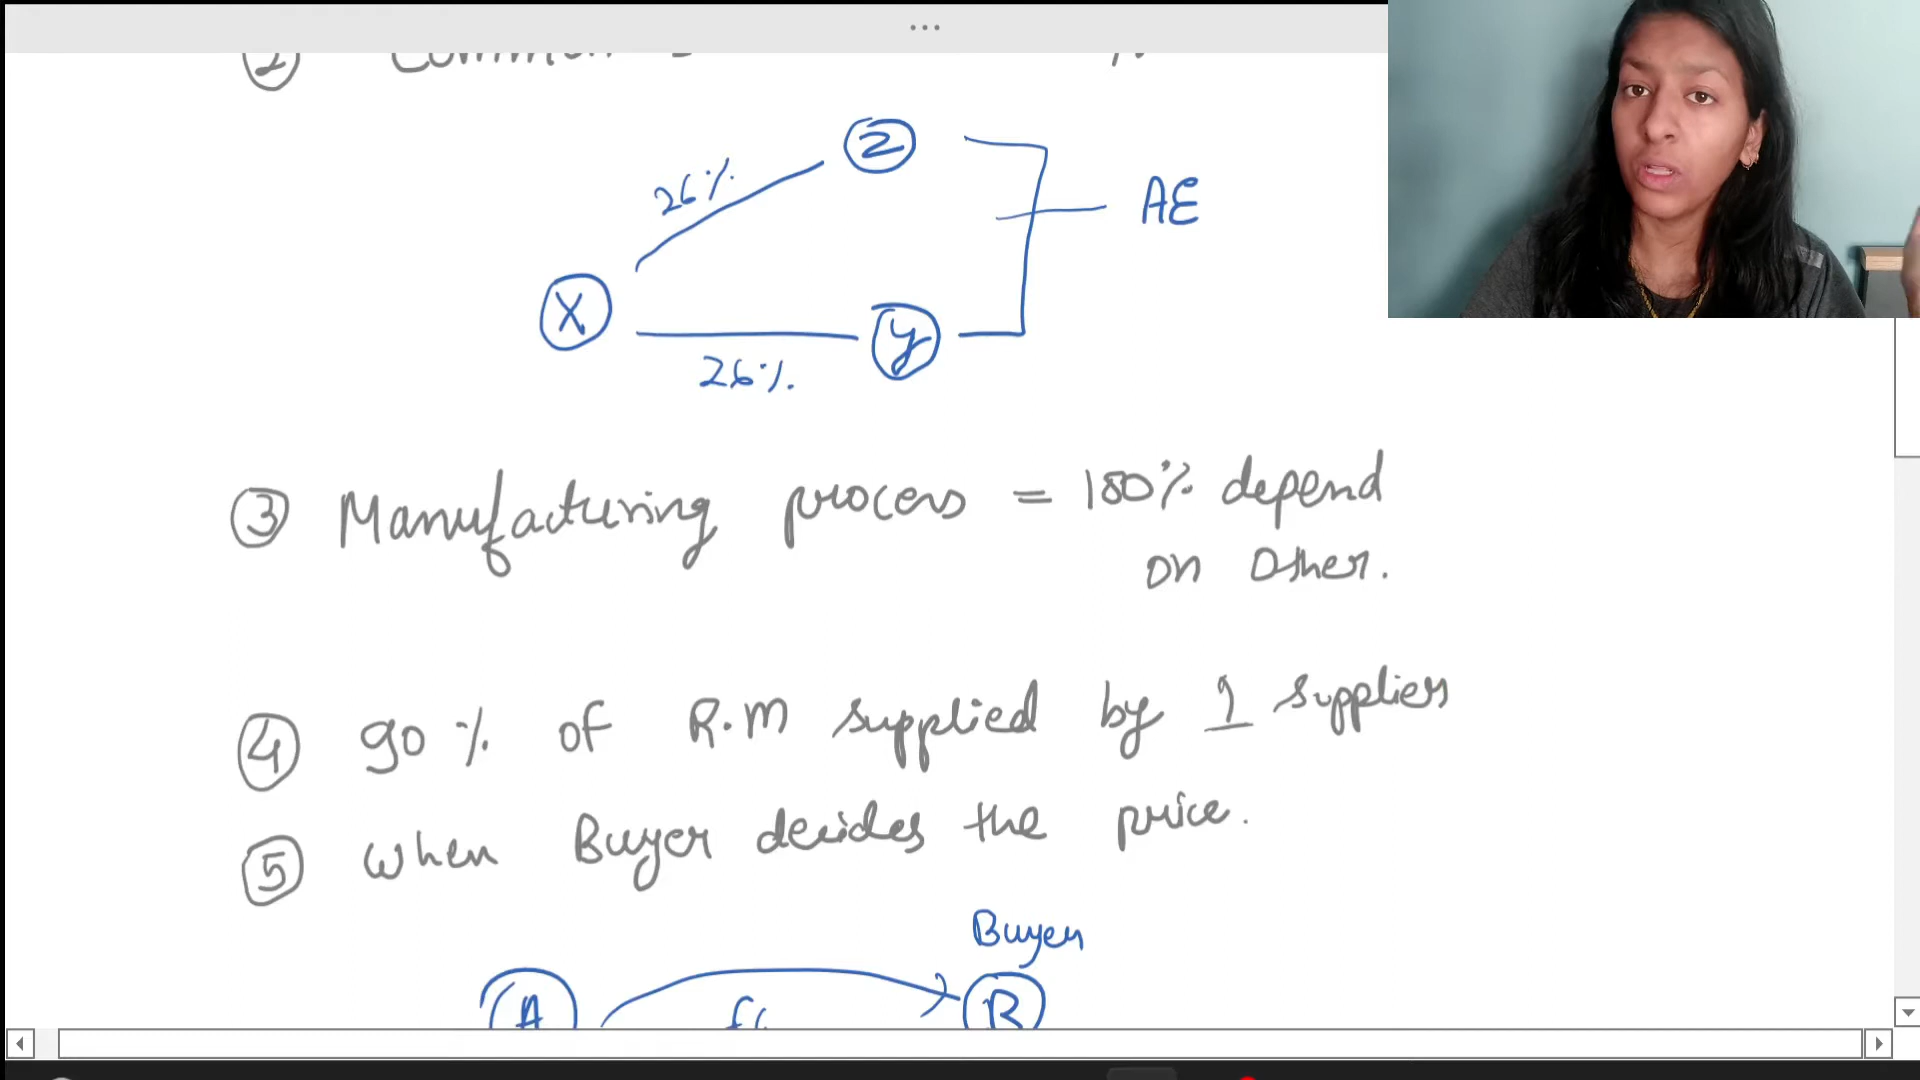 ②
26%
Z
AE
X
y
26%
③ Manufacturing process = 100% depend
on Other.
④ 90% of R.M supplied by 1 suppliers
⑤ When Buyer decides the price.
Buyer
A
B